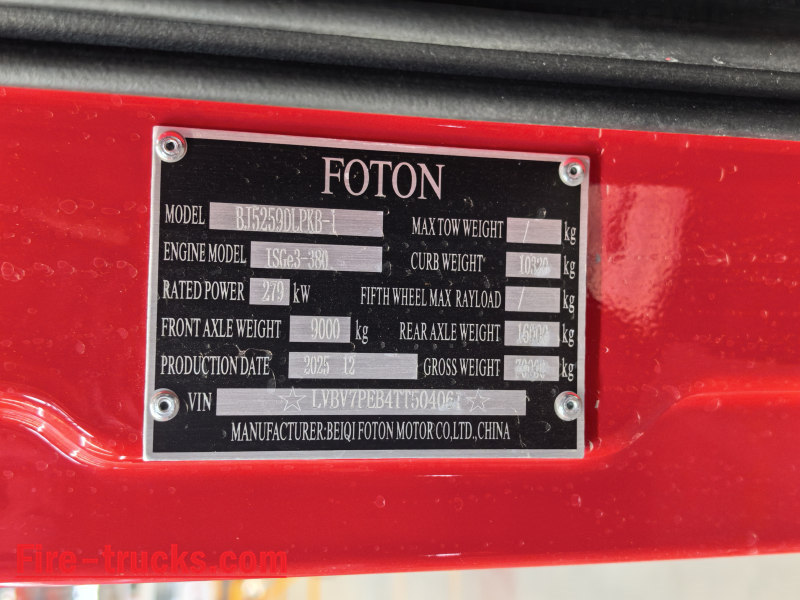 FOTON
MODEL BJ5259DLPKB-1
MAX TOW WEIGHT / kg
ENGINE MODEL ISGe3-380
CURB WEIGHT 10320 kg
RATED POWER 279 kW
FIFTH WHEEL MAX RAYLOAD / kg
FRONT AXLE WEIGHT 9000 kg
REAR AXLE WEIGHT 16000 kg
PRODUCTION DATE 2025 12
GROSS WEIGHT kg
VIN ☆ ☆
MANUFACTURER:BEIQI FOTON MOTOR CO,LTD.,CHINA
Fire-trucks.com